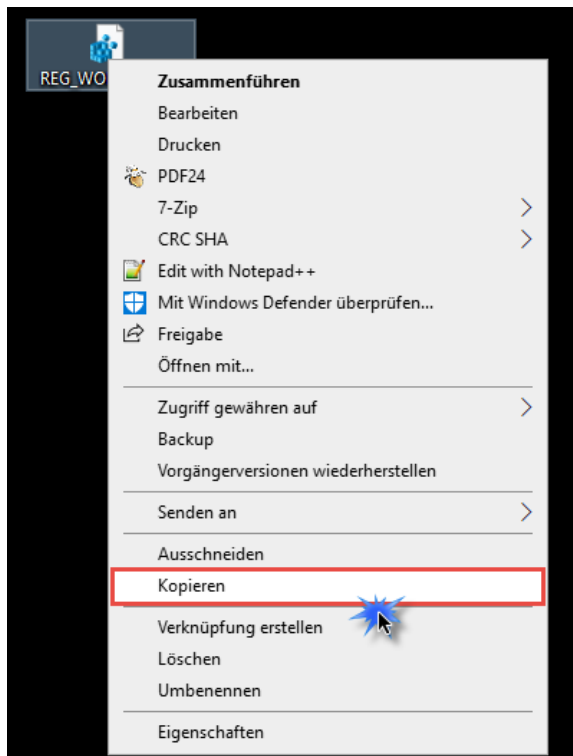 REG_WO
Zusammenführen
Bearbeiten
Drucken
PDF24
7-Zip
CRC SHA
Edit with Notepad++
Mit Windows Defender überprüfen...
Freigabe
Öffnen mit...
Zugriff gewähren auf
Backup
Vorgängerversionen wiederherstellen
Senden an
Ausschneiden
Kopieren
Verknüpfung erstellen
Löschen
Umbenennen
Eigenschaften